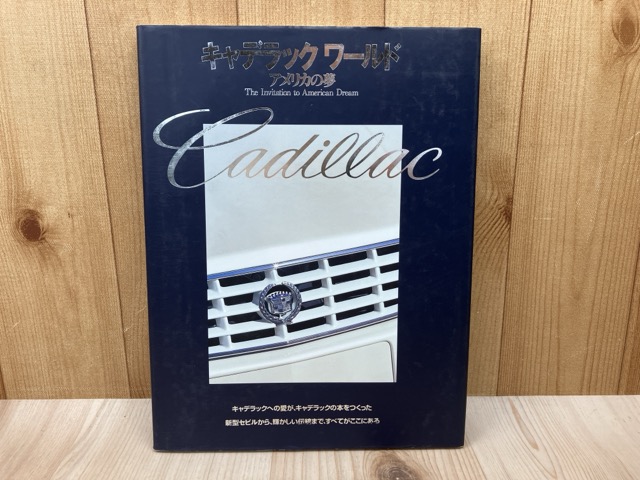 キャデラック ワールド
アメリカの夢
The Invitation to American Dream
Cadillac
キャデラックへの愛が、キャデラックの本をつくった
新型セビルから、輝かしい伝統まで、すべてがここにある